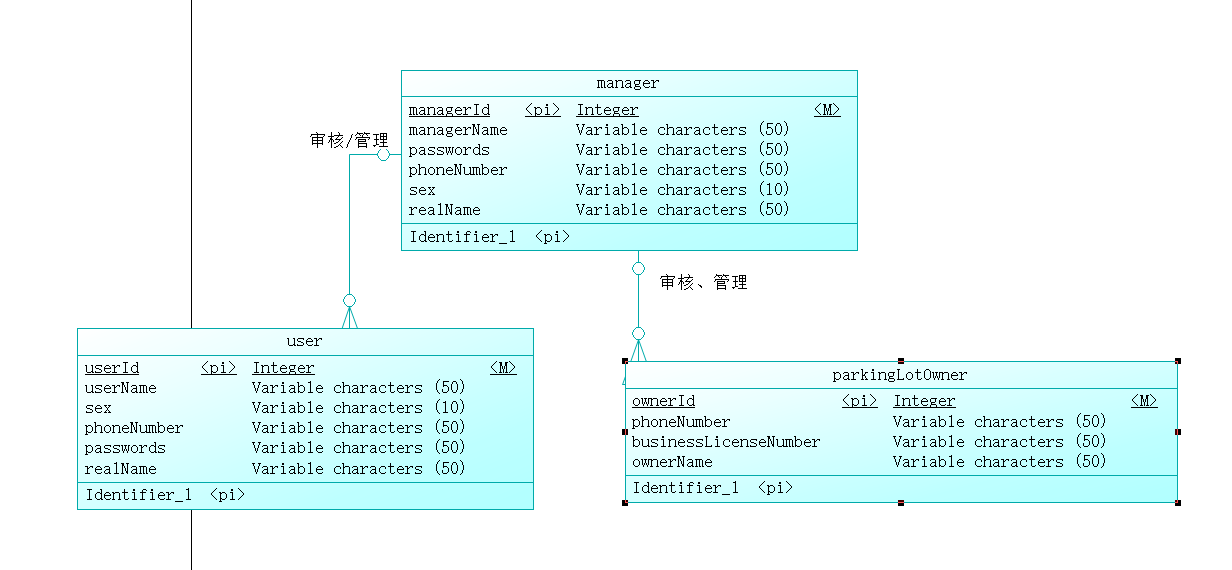 manager
managerId <pi> Integer <M>
managerName Variable characters (50)
passwords Variable characters (50)
phoneNumber Variable characters (50)
sex Variable characters (10)
realName Variable characters (50)
Identifier_1 <pi>
审核/管理
审核、管理
user
userId <pi> Integer <M>
userName Variable characters (50)
sex Variable characters (10)
phoneNumber Variable characters (50)
passwords Variable characters (50)
realName Variable characters (50)
Identifier_1 <pi>
parkingLotOwner
ownerId <pi> Integer <M>
phoneNumber Variable characters (50)
businessLicenseNumber Variable characters (50)
ownerName Variable characters (50)
Identifier_1 <pi>